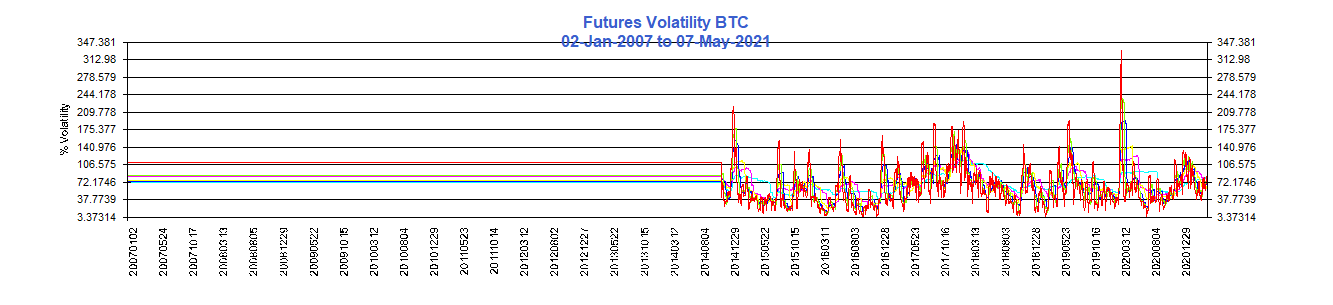 Futures Volatility BTC
02-Jan-2007 to 07-May-2021
347.381 347.381
312.98 312.98
278.579 278.579
244.178 244.178
209.778 209.778
175.377 175.377
140.976 140.976
106.575 106.575
72.1746 72.1746
37.7739 37.7739
3.37314 3.37314
% Volatility
20070102 20070524 20071017 20080313 20080805 20081229 20090522 20091015 20100312 20100804 20101229 20110523 20111014 20120312 20120802 20121227 20130523 20131015 20140312 20140804 20141229 20150522 20151015 20160311 20160803 20161228 20170523 20171016 20180313 20180803 20181228 20190523 20191016 20200312 20200804 20201229